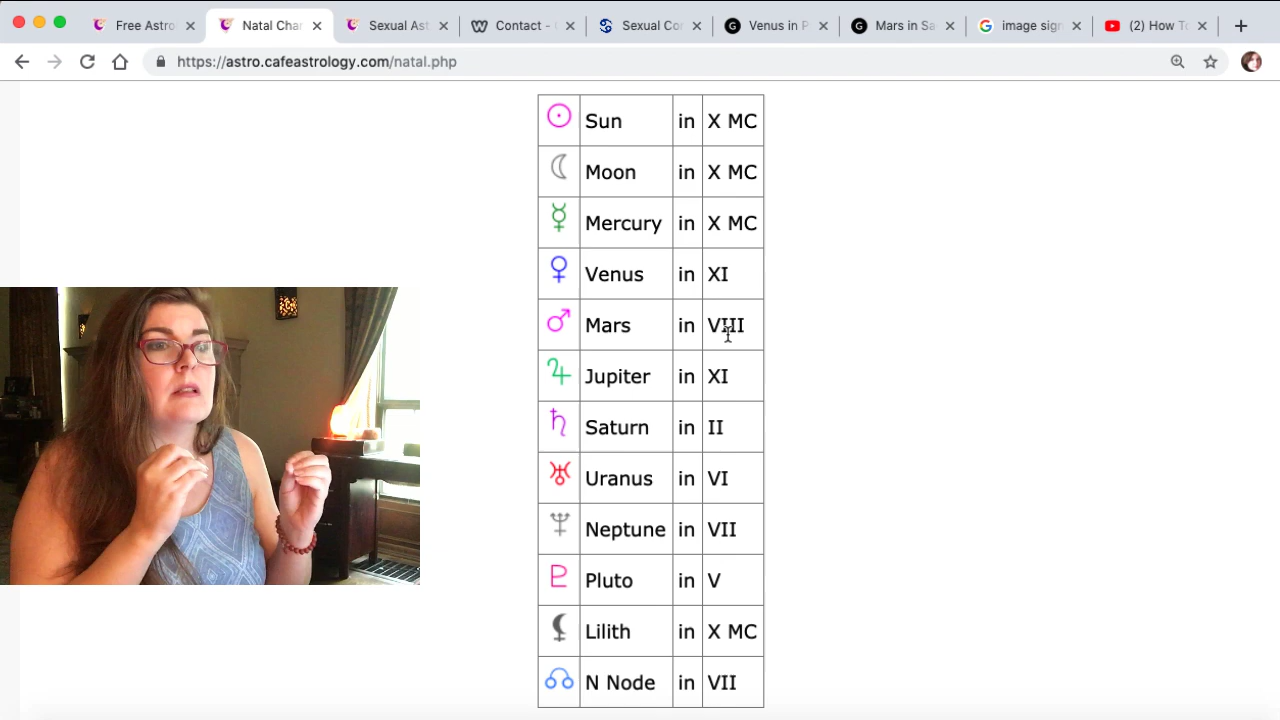 Free Astro
Natal Char
Sexual Ast
Contact -
Sexual Co
Venus in P
Mars in Sa
image sig
(2) How To
https://astro.cafeastrology.com/natal.php
Sun in X MC
Moon in X MC
Mercury in X MC
Venus in XI
Mars in VIII
Jupiter in XI
Saturn in II
Uranus in VI
Neptune in VII
Pluto in V
Lilith in X MC
N Node in VII